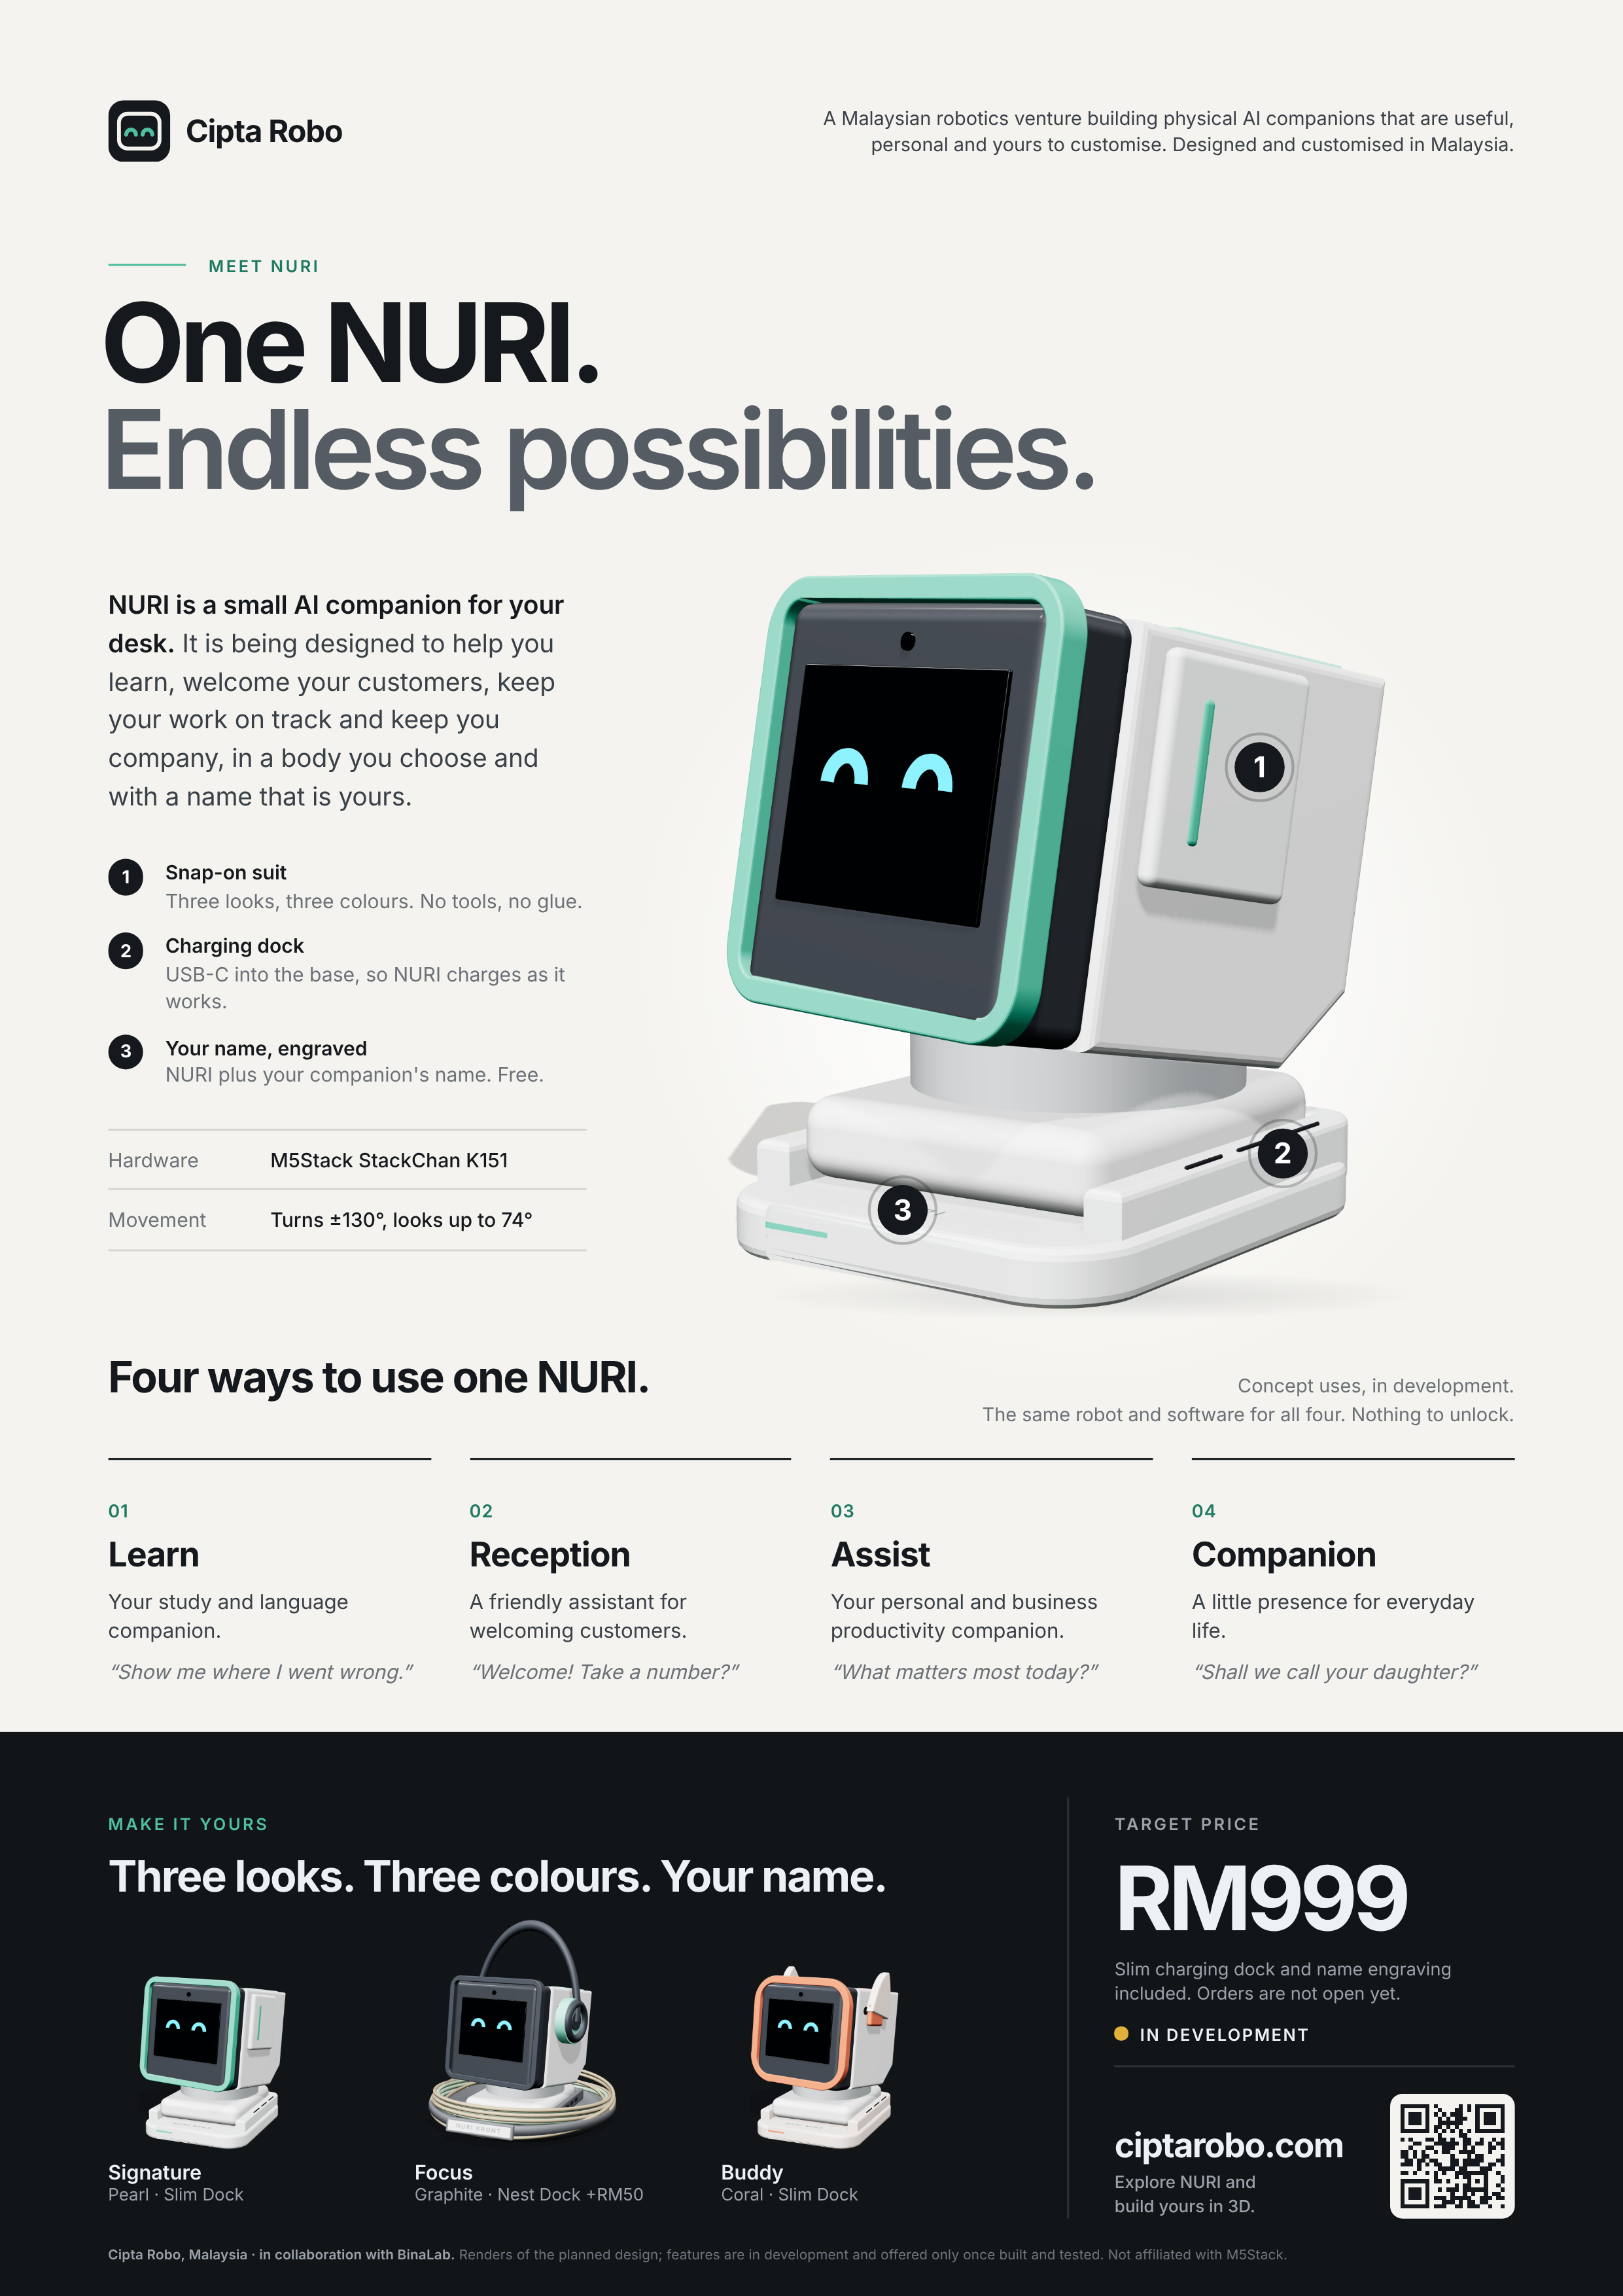 Cipta Robo
A Malaysian robotics venture building physical AI companions that are useful,
personal and yours to customise. Designed and customised in Malaysia.
MEET NURI
One NURI.
Endless possibilities.
NURI is a small AI companion for your
desk. It is being designed to help you
learn, welcome your customers, keep
your work on track and keep you
company, in a body you choose and
with a name that is yours.
1
Snap-on suit
Three looks, three colours. No tools, no glue.
2
Charging dock
USB-C into the base, so NURI charges as it
works.
3
Your name, engraved
NURI plus your companion's name. Free.
Hardware M5Stack StackChan K151
Movement Turns ±130°, looks up to 74°
1
2
3
Four ways to use one NURI.
Concept uses, in development.
The same robot and software for all four. Nothing to unlock.
01
Learn
Your study and language
companion.
“Show me where I went wrong.”
02
Reception
A friendly assistant for
welcoming customers.
“Welcome! Take a number?”
03
Assist
Your personal and business
productivity companion.
“What matters most today?”
04
Companion
A little presence for everyday
life.
“Shall we call your daughter?”
MAKE IT YOURS
Three looks. Three colours. Your name.
Signature
Pearl · Slim Dock
Focus
Graphite · Nest Dock +RM50
Buddy
Coral · Slim Dock
TARGET PRICE
RM999
Slim charging dock and name engraving
included. Orders are not open yet.
IN DEVELOPMENT
ciptarobo.com
Explore NURI and
build yours in 3D.
Cipta Robo, Malaysia · in collaboration with BinaLab. Renders of the planned design; features are in development and offered only once built and tested. Not affiliated with M5Stack.